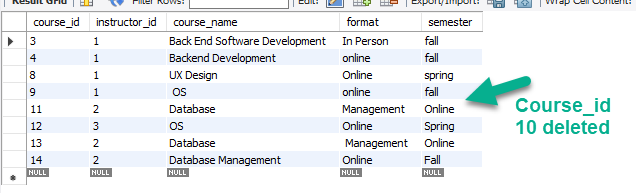 Result Grid Filter Rows: Edit: Export/Import: Wrap Cell Content:
course_id instructor_id course_name format semester
3 1 Back End Software Development In Person fall
4 1 Backend Development online fall
8 1 UX Design Online spring
9 1 OS online fall
11 2 Database Management Online
12 3 OS Online Spring
13 2 Database Management Online
14 2 Database Management Online Fall
NULL NULL NULL NULL NULL
Course_id
10 deleted